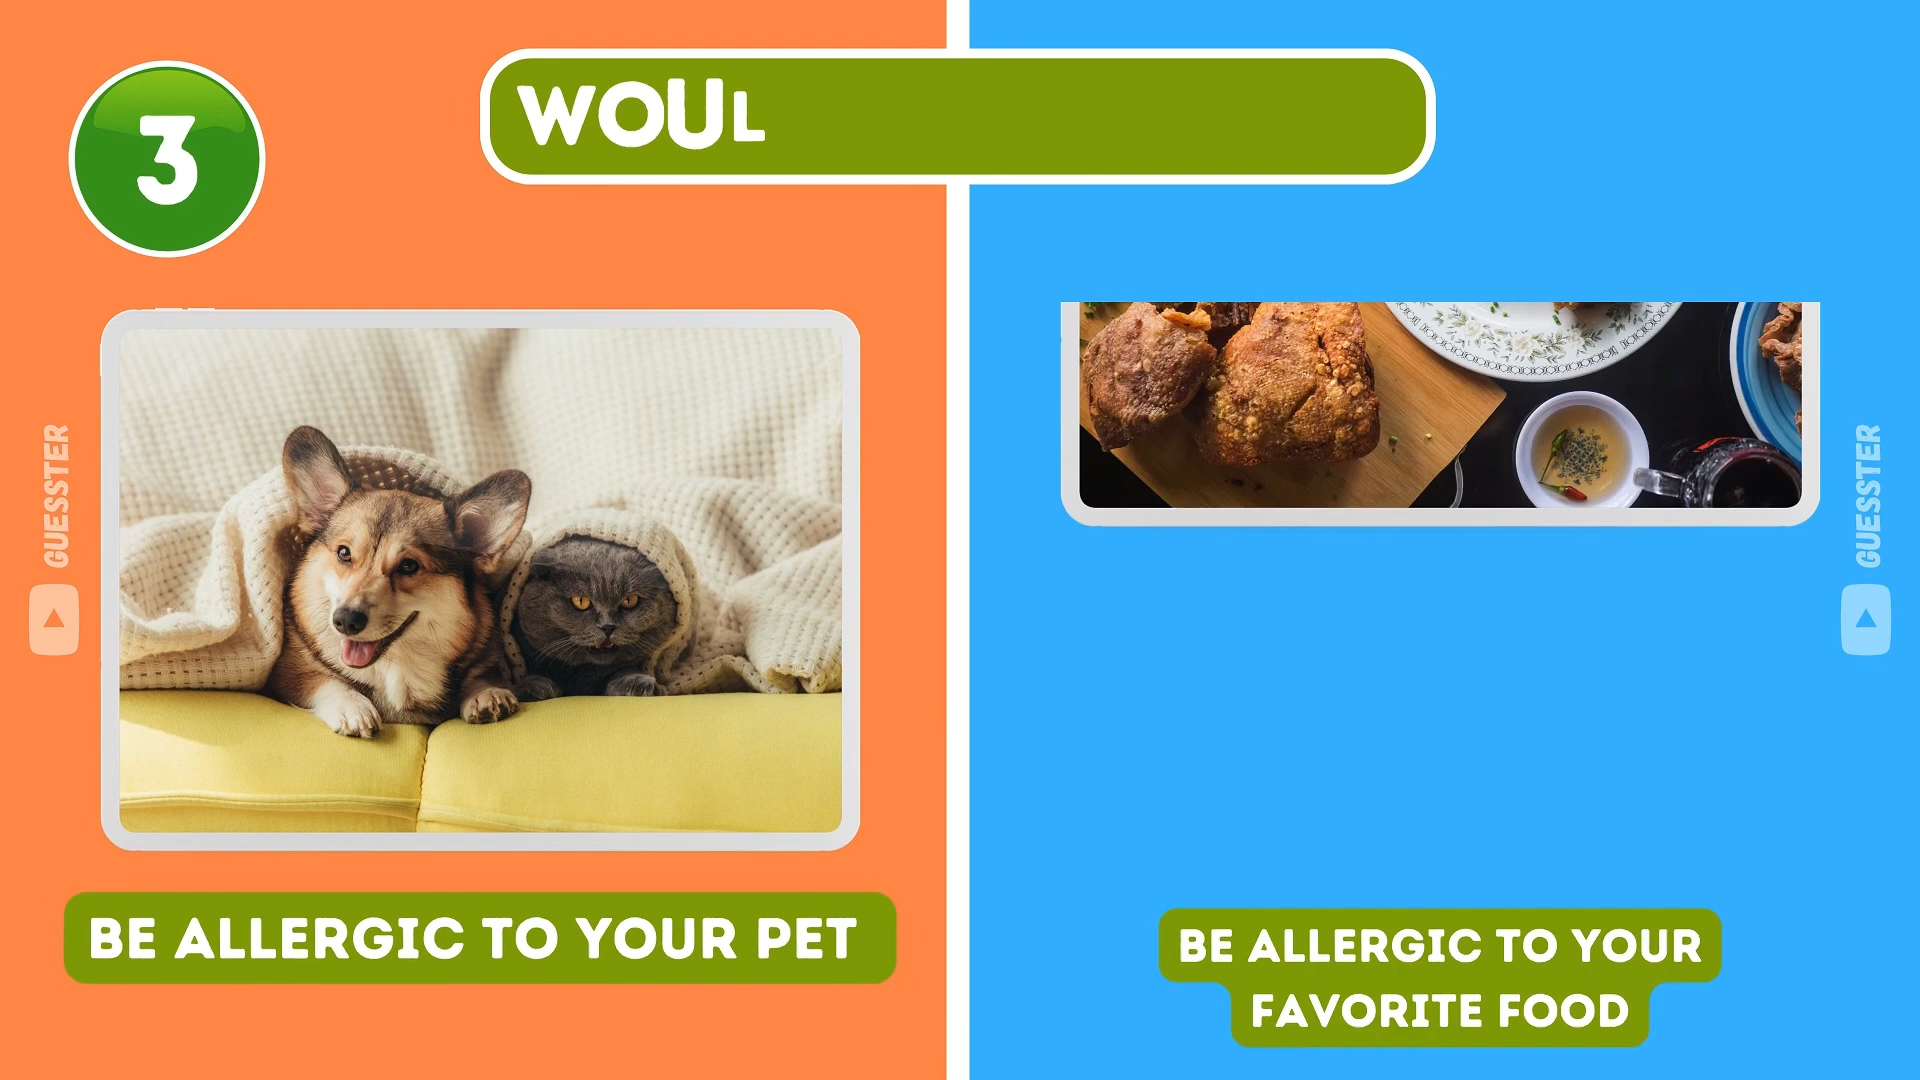 3
WOUL
GUESSTER
GUESSTER
BE ALLERGIC TO YOUR PET
BE ALLERGIC TO YOUR
FAVORITE FOOD